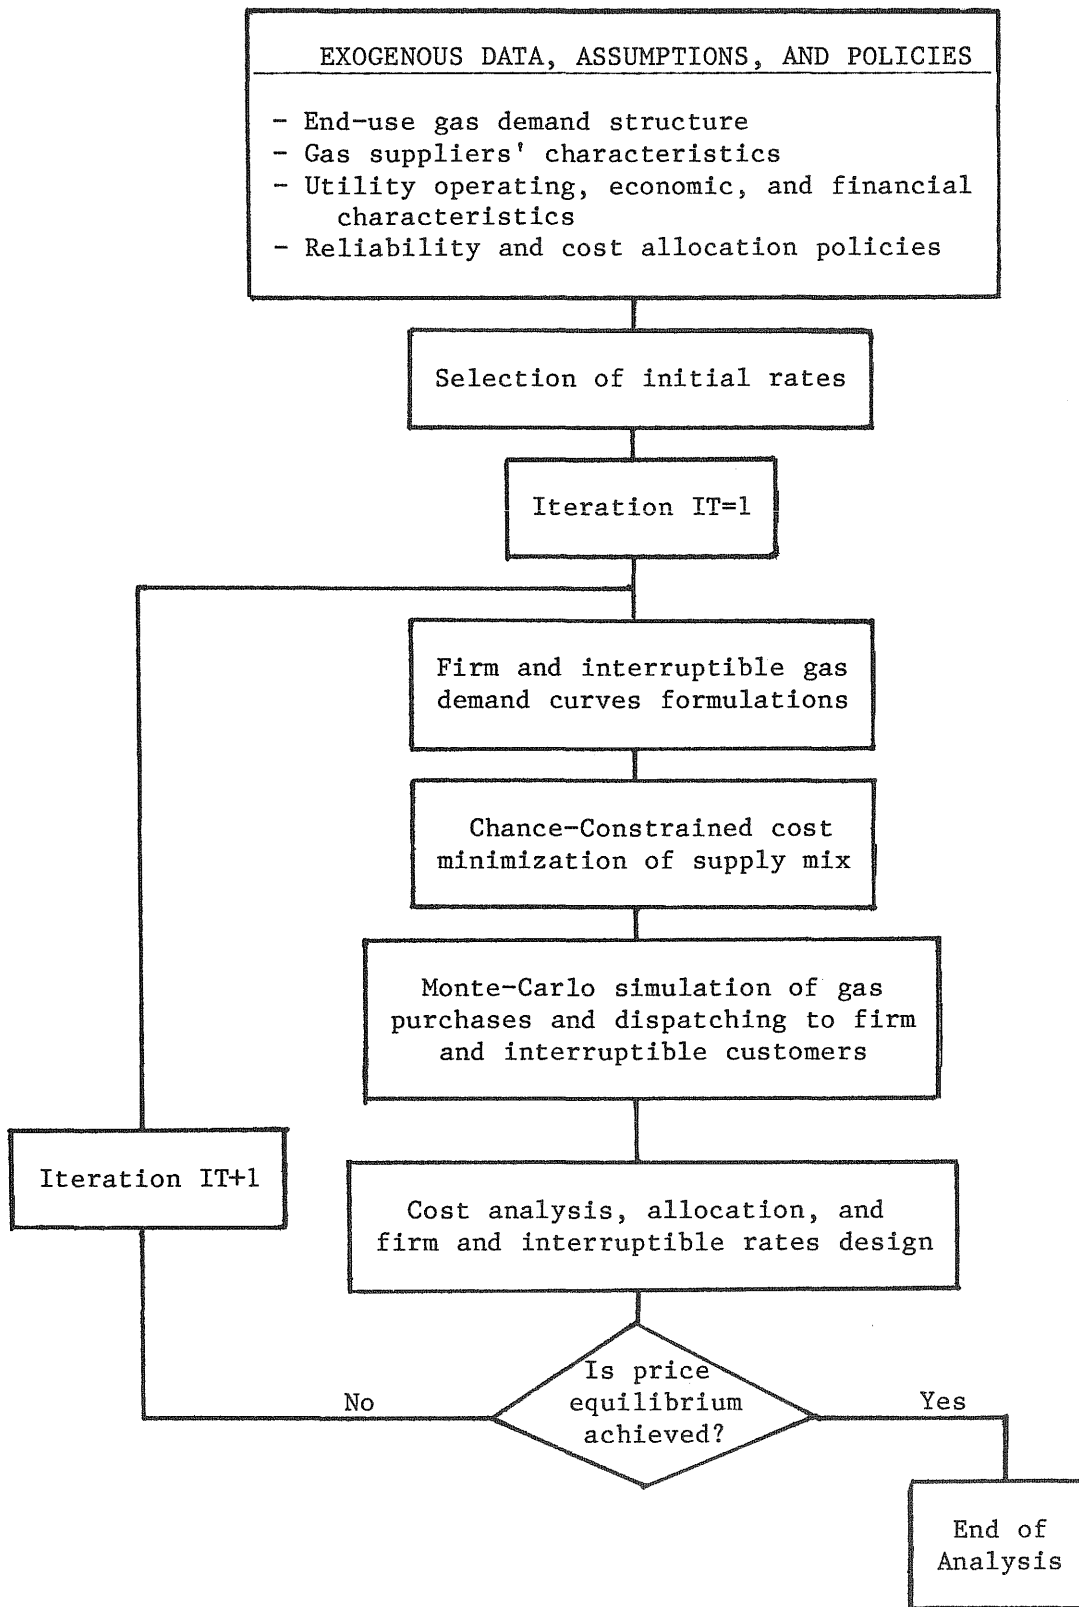 EXOGENOUS DATA, ASSUMPTIONS, AND POLICIES
- End-use gas demand structure
- Gas suppliers' characteristics
- Utility operating, economic, and financial
characteristics
- Reliability and cost allocation policies
Selection of initial rates
Iteration IT=1
Firm and interruptible gas
demand curves formulations
Chance-Constrained cost
minimization of supply mix
Monte-Carlo simulation of gas
purchases and dispatching to firm
and interruptible customers
Iteration IT+1
Cost analysis, allocation, and
firm and interruptible rates design
Is price
equilibrium
achieved?
No
Yes
End of
Analysis